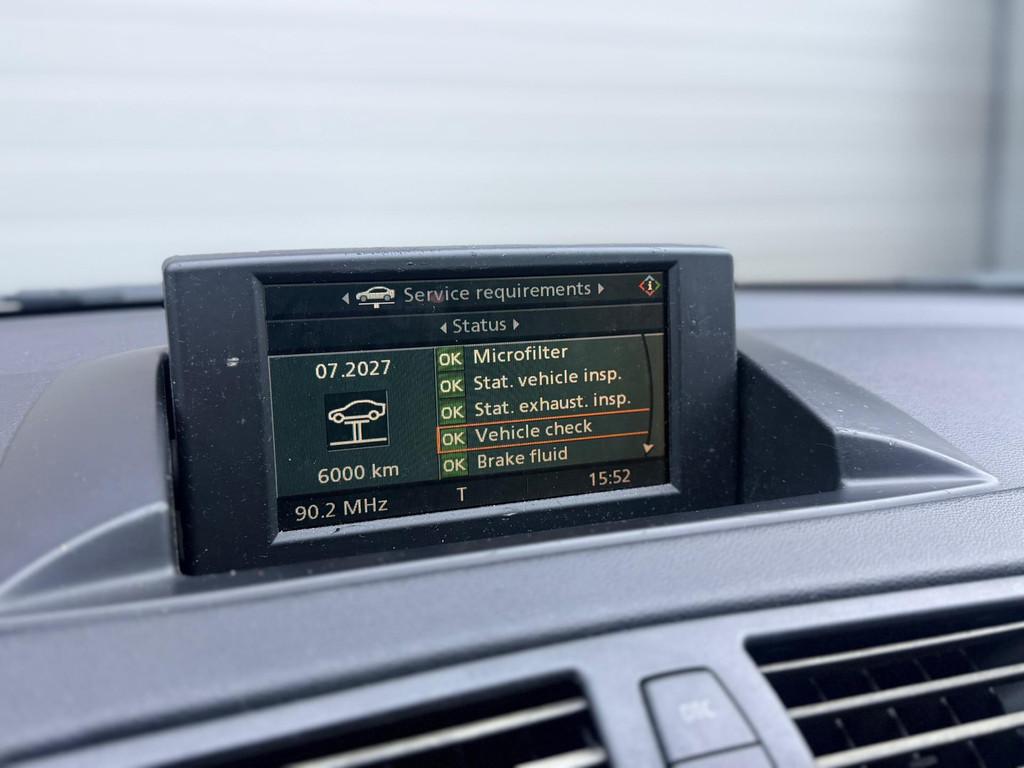 Service requirements
Status
07.2027
6000 km
OK Microfilter
OK Stat. vehicle insp.
OK Stat. exhaust. insp.
OK Vehicle check
OK Brake fluid
90.2 MHz
T
15:52